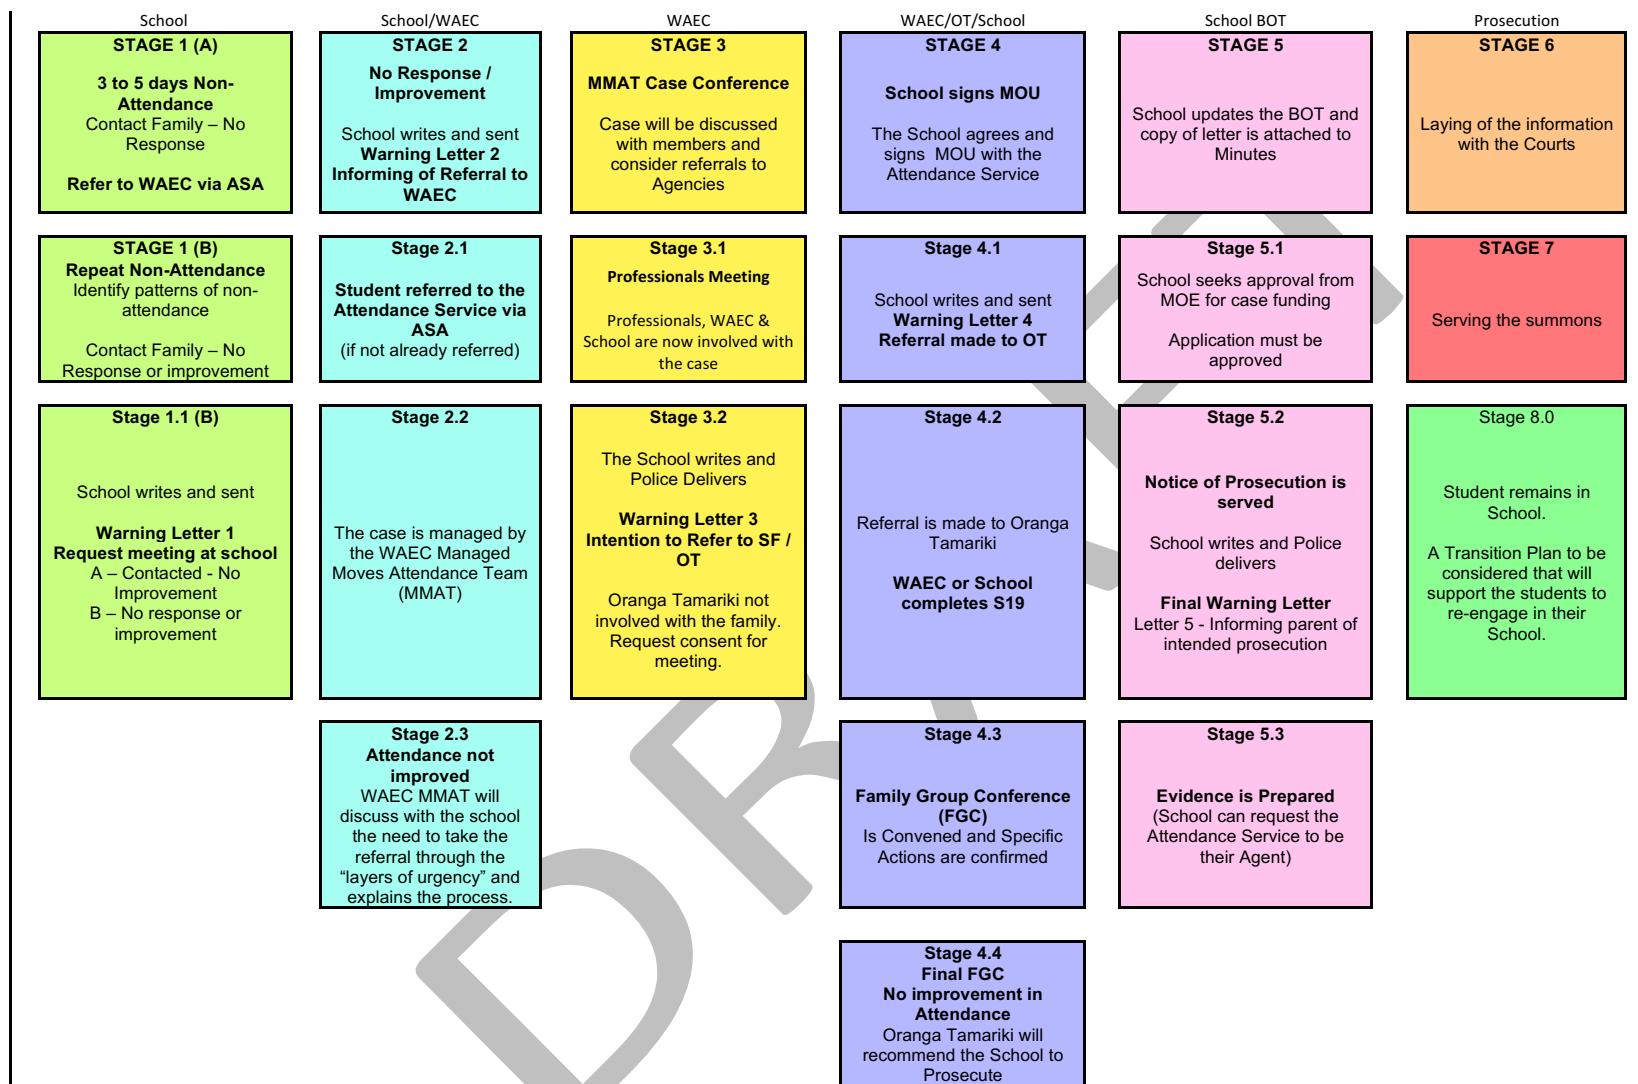 School
STAGE 1 (A)
3 to 5 days Non-
Attendance
Contact Family – No
Response
Refer to WAEC via ASA
STAGE 1 (B)
Repeat Non-Attendance
Identify patterns of non-
attendance
Contact Family – No
Response or improvement
Stage 1.1 (B)
School writes and sent
Warning Letter 1
Request meeting at school
A – Contacted - No
Improvement
B – No response or
improvement
School/WAEC
STAGE 2
No Response /
Improvement
School writes and sent
Warning Letter 2
Informing of Referral to
WAEC
Stage 2.1
Student referred to the
Attendance Service via
ASA
(if not already referred)
Stage 2.2
The case is managed by
the WAEC Managed
Moves Attendance Team
(MMAT)
Stage 2.3
Attendance not
improved
WAEC MMAT will
discuss with the school
the need to take the
referral through the
“layers of urgency” and
explains the process.
WAEC
STAGE 3
MMAT Case Conference
Case will be discussed
with members and
consider referrals to
Agencies
Stage 3.1
Professionals Meeting
Professionals, WAEC &
School are now involved with
the case
Stage 3.2
The School writes and
Police Delivers
Warning Letter 3
Intention to Refer to SF /
OT
Oranga Tamariki not
involved with the family.
Request consent for
meeting.
WAEC/OT/School
STAGE 4
School signs MOU
The School agrees and
signs MOU with the
Attendance Service
Stage 4.1
School writes and sent
Warning Letter 4
Referral made to OT
Stage 4.2
Referral is made to Oranga
Tamariki
WAEC or School
completes S19
Stage 4.3
Family Group Conference
(FGC)
Is Convened and Specific
Actions are confirmed
Stage 4.4
Final FGC
No improvement in
Attendance
Oranga Tamariki will
recommend the School to
Prosecute
School BOT
STAGE 5
School updates the BOT and
copy of letter is attached to
Minutes
Stage 5.1
School seeks approval from
MOE for case funding
Application must be
approved
Stage 5.2
Notice of Prosecution is
served
School writes and Police
delivers
Final Warning Letter
Letter 5 - Informing parent of
intended prosecution
Stage 5.3
Evidence is Prepared
(School can request the
Attendance Service to be
their Agent)
Prosecution
STAGE 6
Laying of the information
with the Courts
STAGE 7
Serving the summons
Stage 8.0
Student remains in
School.
A Transition Plan to be
considered that will
support the students to
re-engage in their
School.
DRAFT